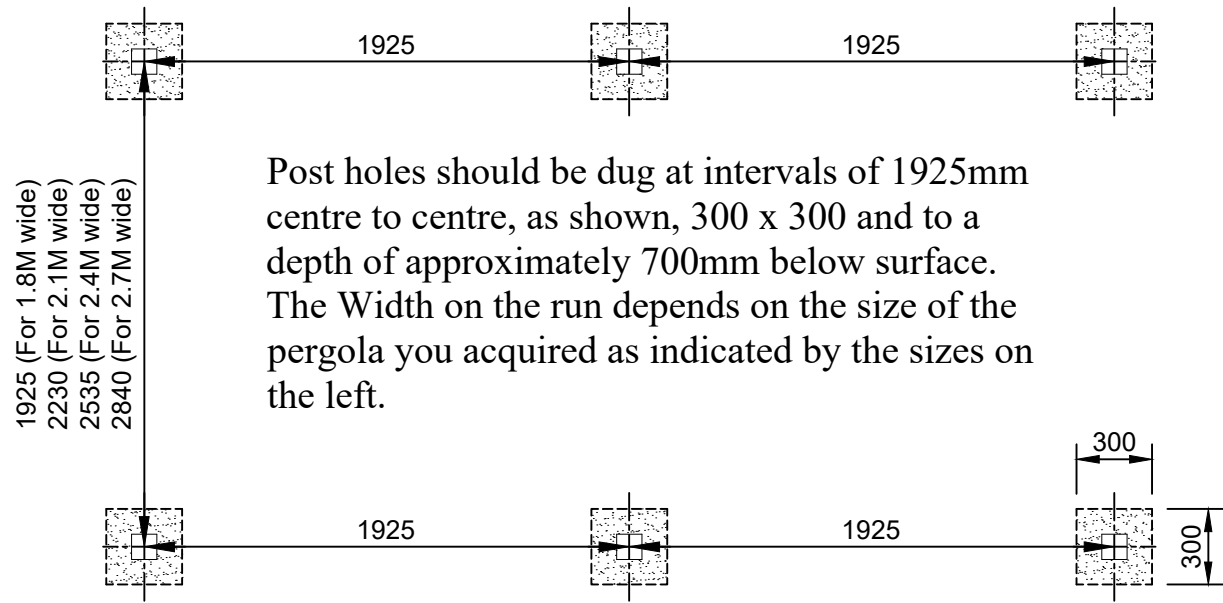 1925
1925
Post holes should be dug at intervals of 1925mm
centre to centre, as shown, 300 x 300 and to a
depth of approximately 700mm below surface.
The Width on the run depends on the size of the
pergola you acquired as indicated by the sizes on
the left.
1925 (For 1.8M wide)
2230 (For 2.1M wide)
2535 (For 2.4M wide)
2840 (For 2.7M wide)
300
1925
1925
300